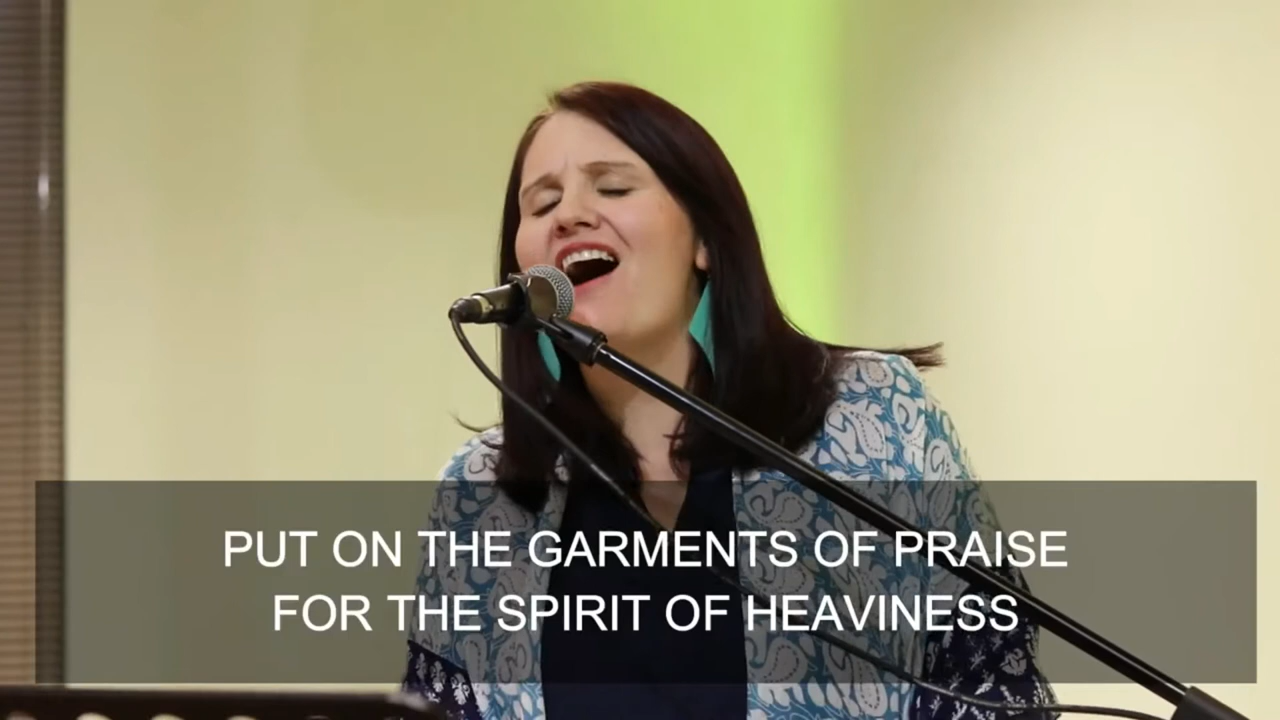 PUT ON THE GARMENTS OF PRAISE
FOR THE SPIRIT OF HEAVINESS